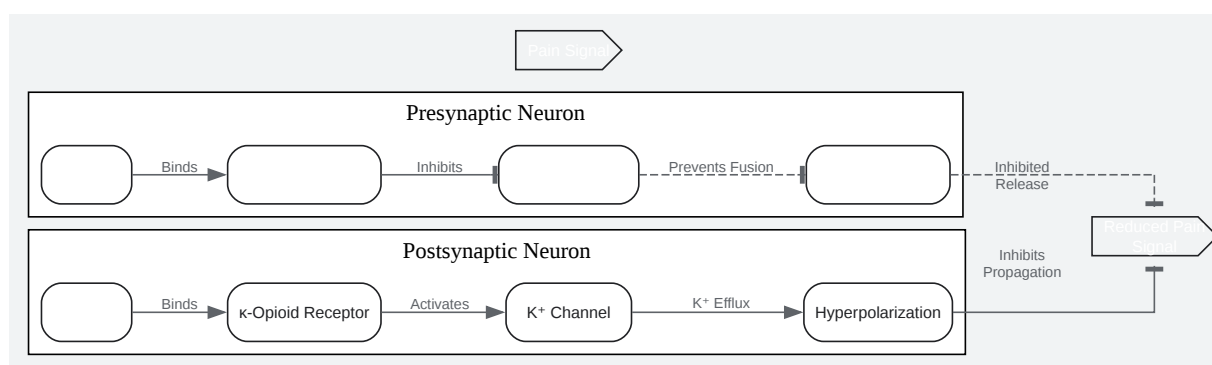 Pain Signal
Presynaptic Neuron
Binds
Inhibits
Prevents Fusion
Inhibited
Release
Reduced Pain
Signal
Postsynaptic Neuron
Inhibits
Propagation
Binds
κ-Opioid Receptor
Activates
K⁺ Channel
K⁺ Efflux
Hyperpolarization